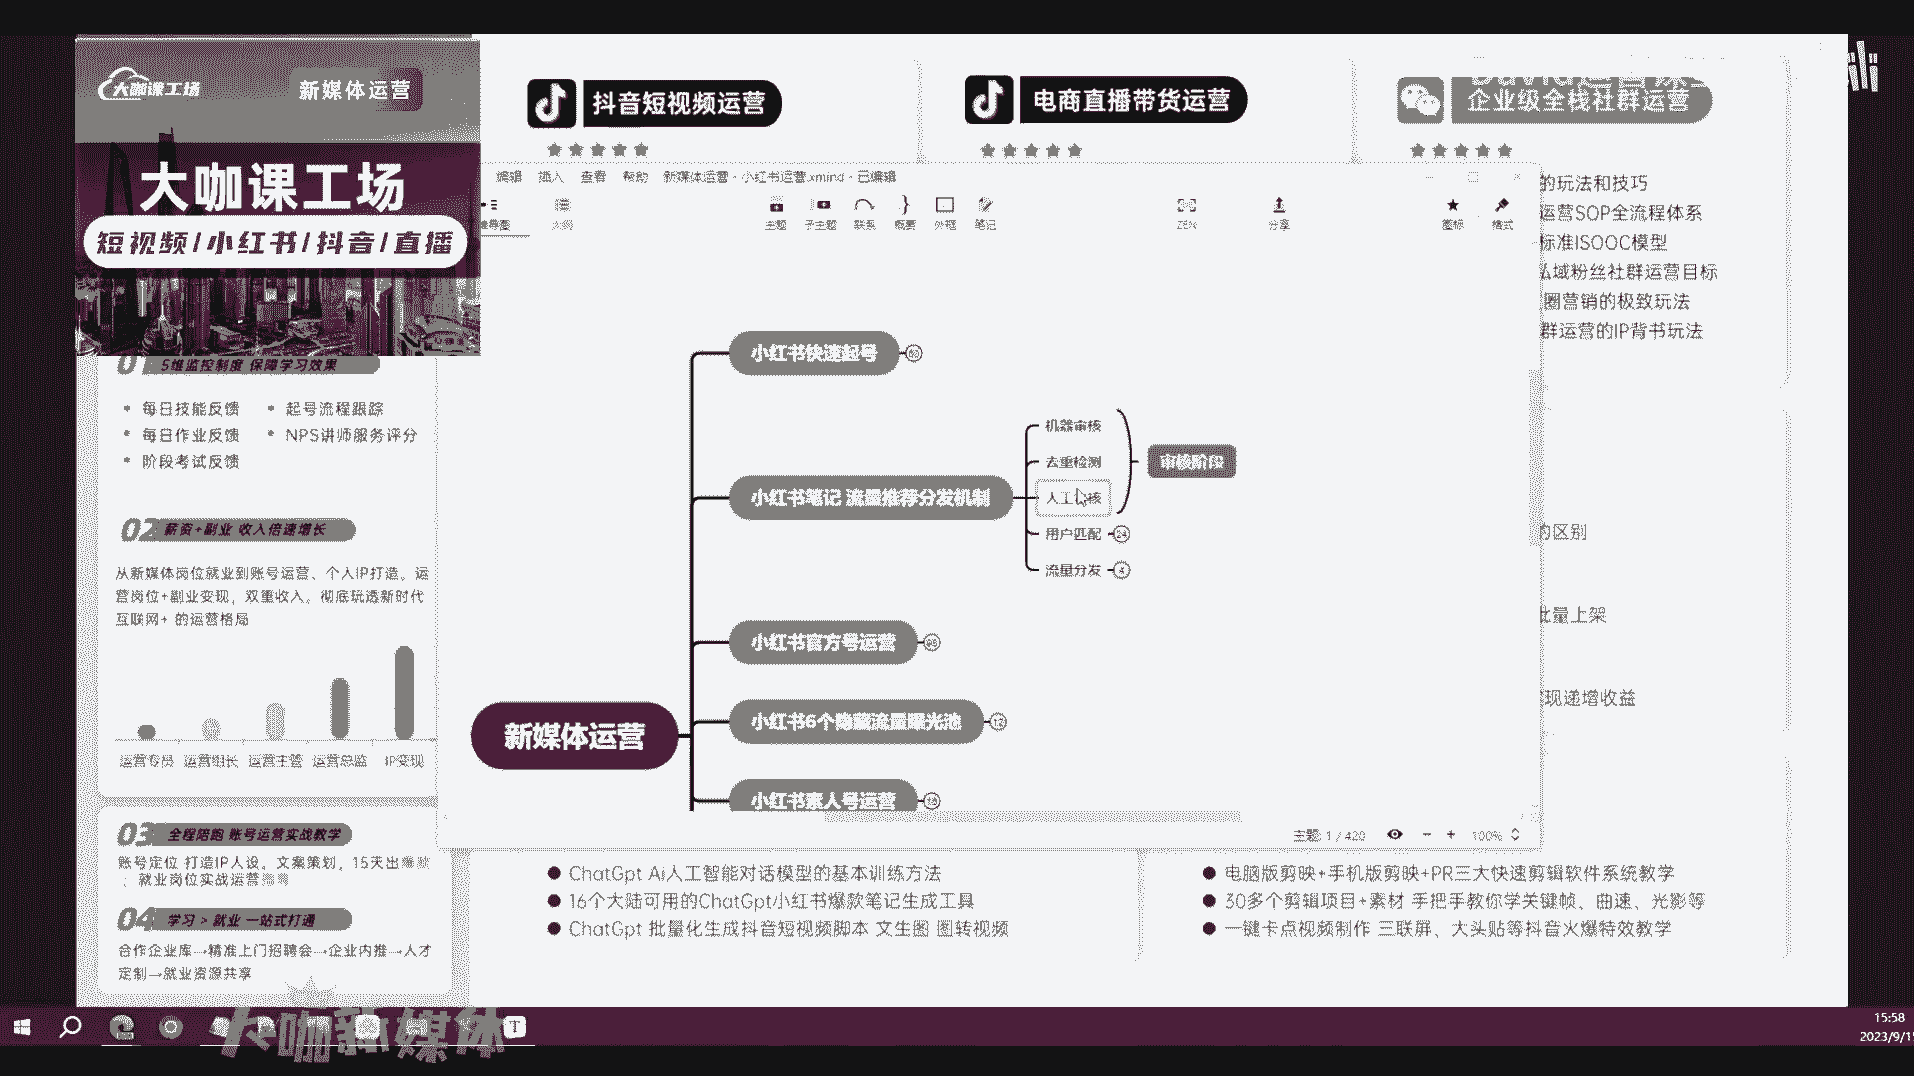 大咖课工场
新媒体运营
大咖课工场
短视频/小红书/抖音/直播
01 5维监控制度 保障学习效果
每日技能反馈
起号流程跟踪
每日作业反馈
NPS讲师服务评分
阶段考试反馈
02 薪资+副业 收入倍速增长
从新媒体岗位就业到账号运营、个人IP打造。运
营岗位+副业变现，双重收入。彻底玩透新时代
互联网+ 的运营格局
运营专员 运营组长 运营主管 运营总监 IP变现
03 全程陪跑 账号运营实战教学
账号定位 打造IP人设。文案策划，15天出爆款
；就业岗位实战运营
04 学习 > 就业 一站式打通
合作企业库→精准上门招聘会→企业内推→人才
定制→就业资源共享
抖音短视频运营
电商直播带货运营
David运营课
企业级全栈社群运营
的玩法和技巧
运营SOP全流程体系
标准ISOOC模型
私域粉丝社群运营目标
圈营销的极致玩法
群运营的IP背书玩法
的区别
批量上架
现递增收益
编辑 插入 查看 帮助 新媒体运营 - 小红书运营.xmind - 已编辑
思维导图 大纲 主题 子主题 联系 概要 外框 笔记 ZEN 分享 图标 格式
小红书快速起号
小红书笔记 流量推荐分发机制
机器审核
去重检测
人工审核
用户匹配 24
流量分发 4
审核阶段
小红书官方号运营
小红书6个隐藏流量曝光池 12
新媒体运营
小红书素人号运营
主题: 1 / 420
100%
ChatGpt Ai人工智能对话模型的基本训练方法
16个大陆可用的ChatGpt小红书爆款笔记生成工具
ChatGpt 批量化生成抖音短视频脚本 文生图 图转视频
电脑版剪映+手机版剪映+PR三大快速剪辑软件系统教学
30多个剪辑项目+素材 手把手教你学关键帧、曲速、光影等
一键卡点视频制作 三联屏、大头贴等抖音火爆特效教学
大咖新媒体
15:58
2023/9/1